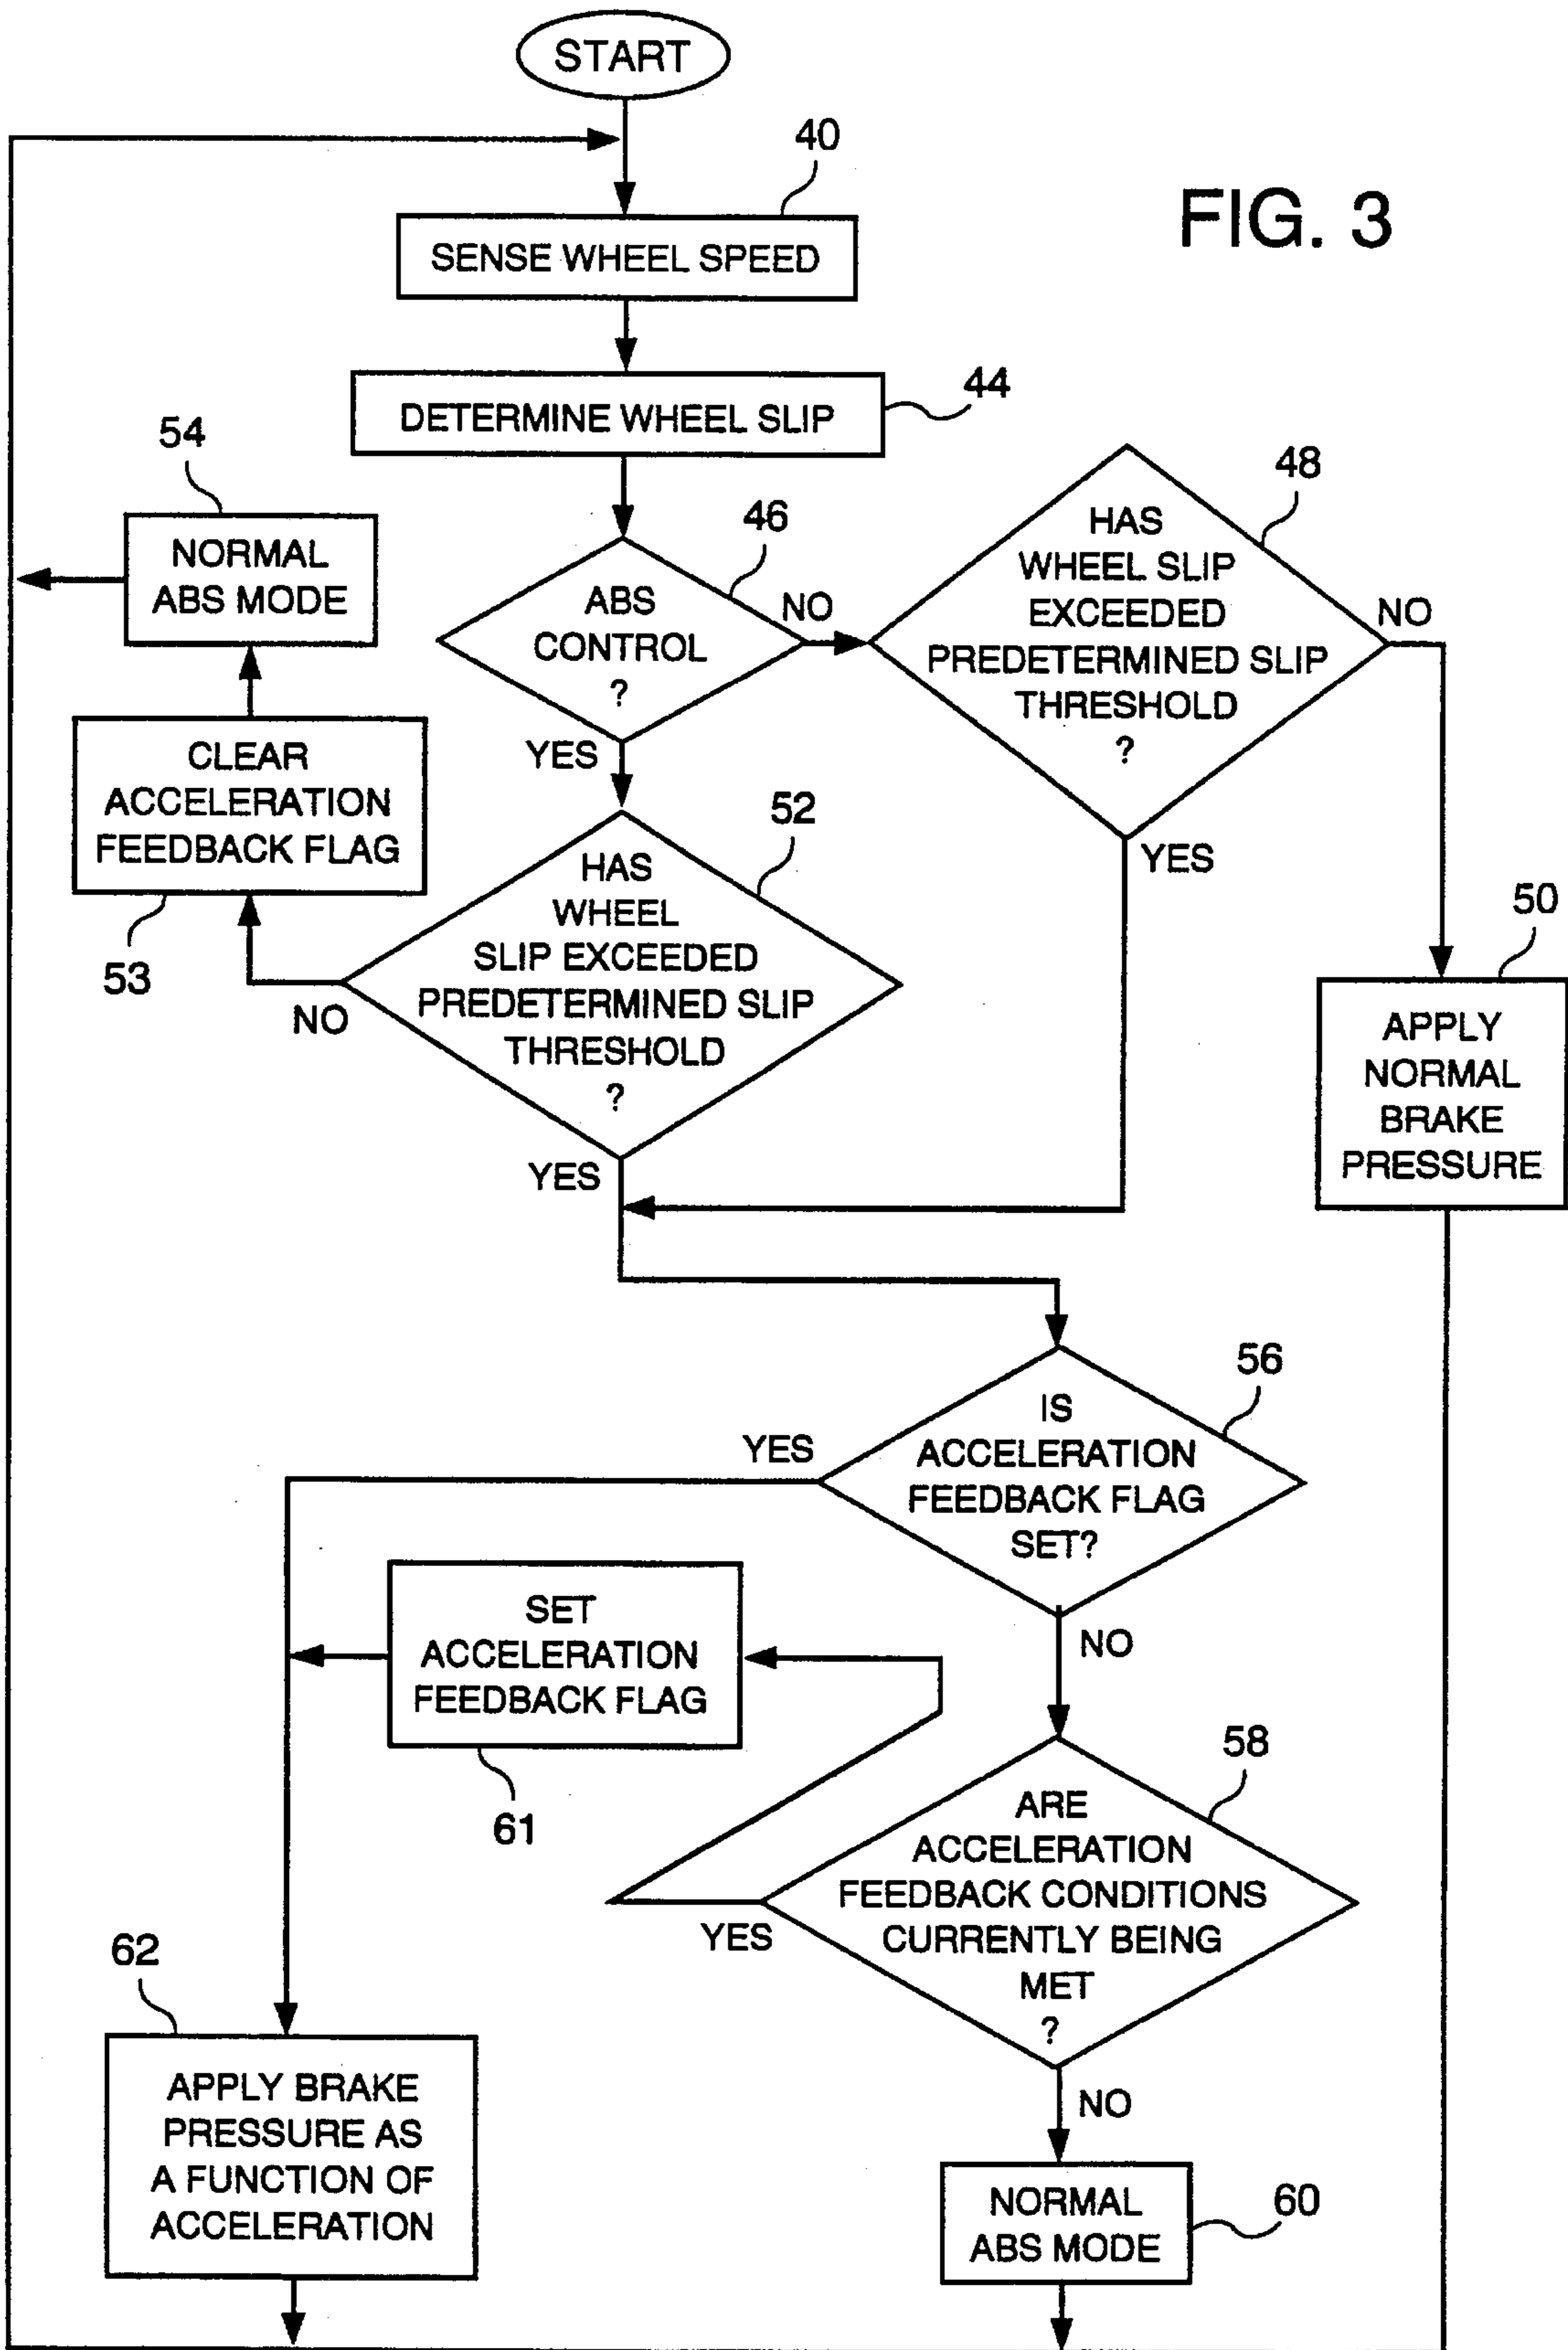 START
40
FIG. 3
SENSE WHEEL SPEED
DETERMINE WHEEL SLIP
44
54
NORMAL
ABS MODE
46
ABS
CONTROL
?
NO
YES
48
HAS
WHEEL SLIP
EXCEEDED
PREDETERMINED SLIP
THRESHOLD
?
NO
YES
CLEAR
ACCELERATION
FEEDBACK FLAG
53
52
HAS
WHEEL
SLIP EXCEEDED
PREDETERMINED SLIP
THRESHOLD
?
NO
YES
50
APPLY
NORMAL
BRAKE
PRESSURE
56
IS
ACCELERATION
FEEDBACK FLAG
SET?
YES
NO
SET
ACCELERATION
FEEDBACK FLAG
61
58
ARE
ACCELERATION
FEEDBACK CONDITIONS
CURRENTLY BEING
MET
?
YES
NO
62
APPLY BRAKE
PRESSURE AS
A FUNCTION OF
ACCELERATION
NORMAL
ABS MODE
60